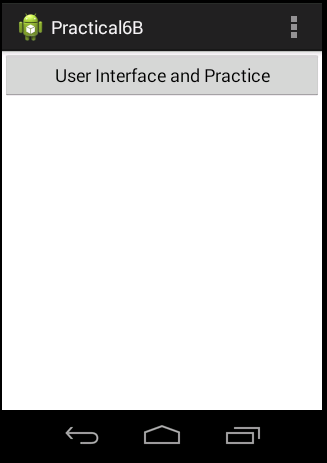 Practical6B
User Interface and Practice